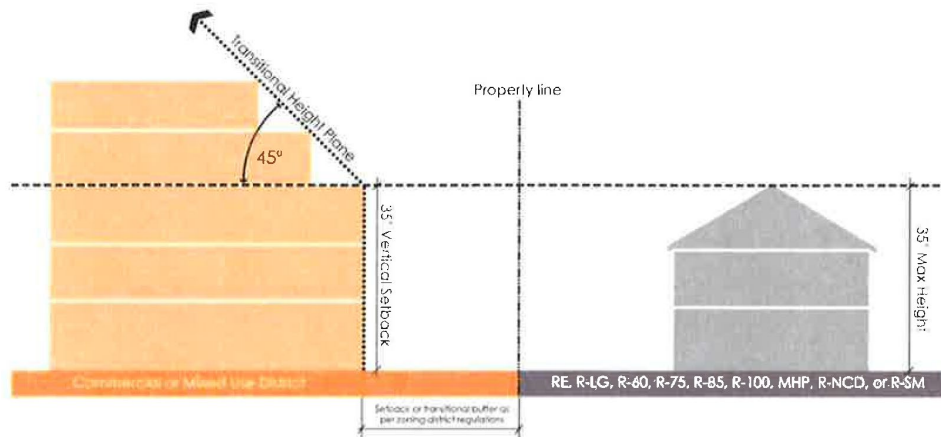 Transitional Height Plane
Properly line
45°
35" Vertical Setback
35" Max Height
Commercial or Mixed Use District
RE, R-LG, R-60, R-75, R-85, R-100, MHP, R-NCD, or R-SM
Setback or transitional buffer as
per zoning district regulations